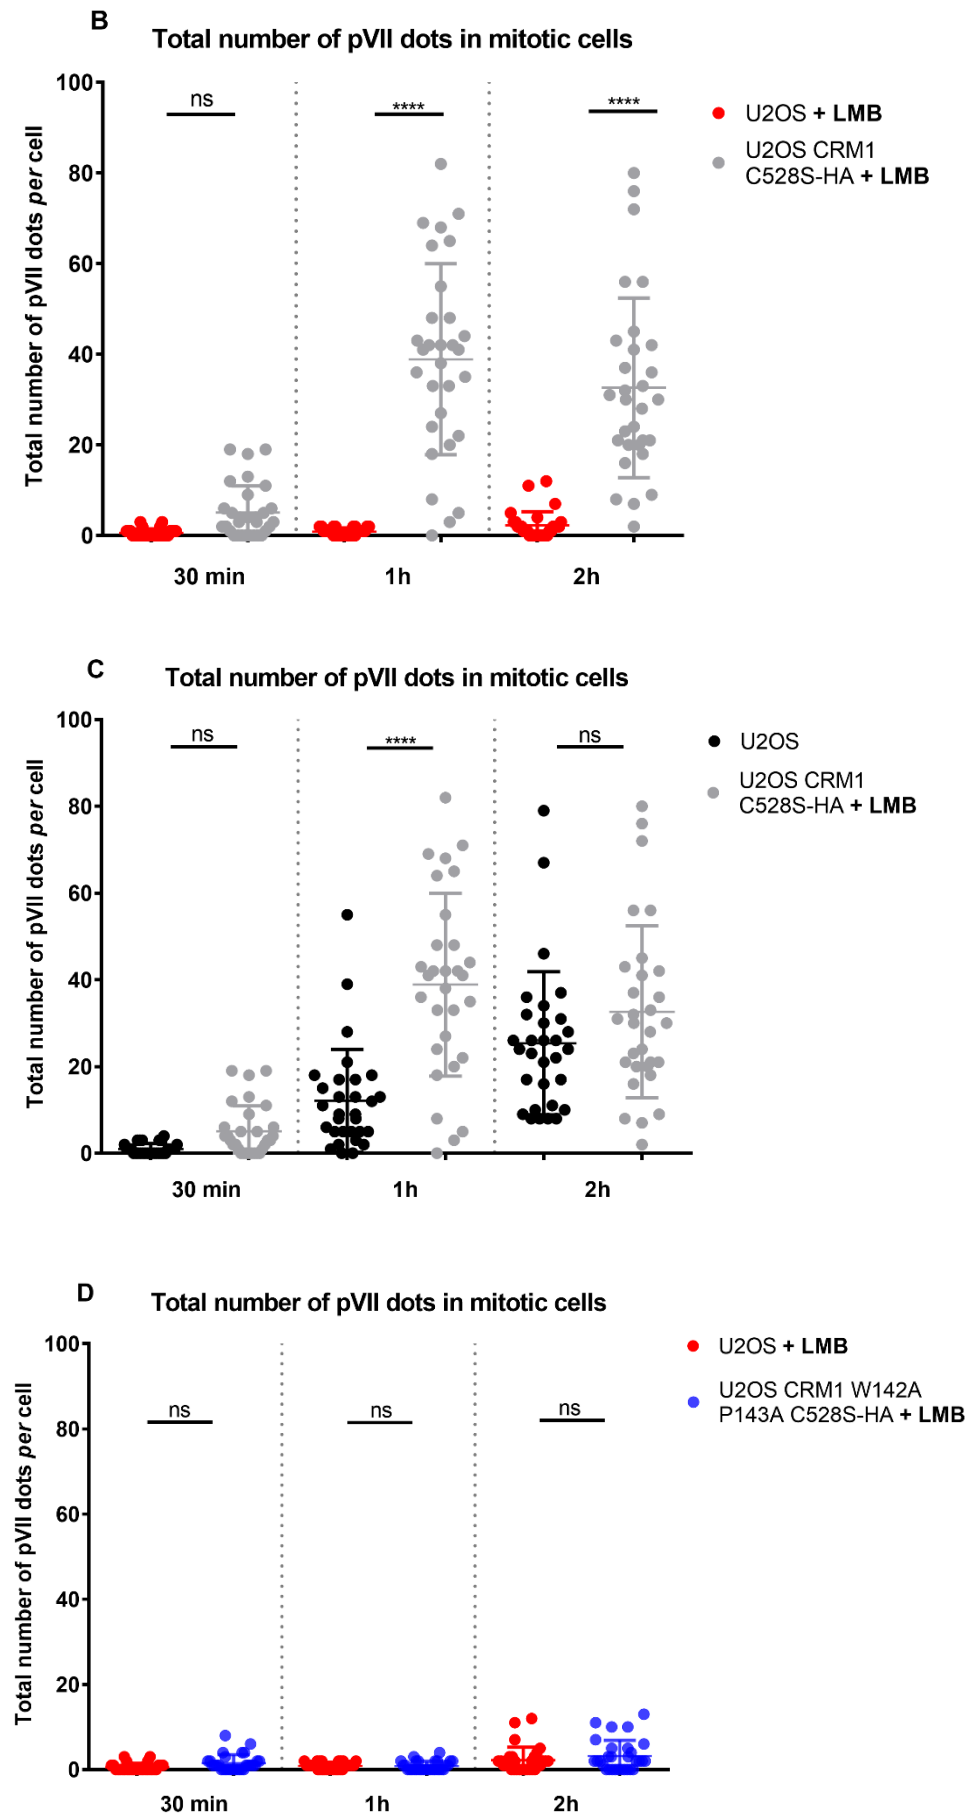 B
Total number of pVII dots in mitotic cells
Total number of pVII dots per cell
100
80
60
40
20
0
ns
****
****
30 min
1h
2h
U2OS + LMB
U2OS CRM1
C528S-HA + LMB
C
Total number of pVII dots in mitotic cells
Total number of pVII dots per cell
100
80
60
40
20
0
ns
****
ns
30 min
1h
2h
U2OS
U2OS CRM1
C528S-HA + LMB
D
Total number of pVII dots in mitotic cells
Total number of pVII dots per cell
100
80
60
40
20
0
ns
ns
ns
30 min
1h
2h
U2OS + LMB
U2OS CRM1 W142A
P143A C528S-HA + LMB